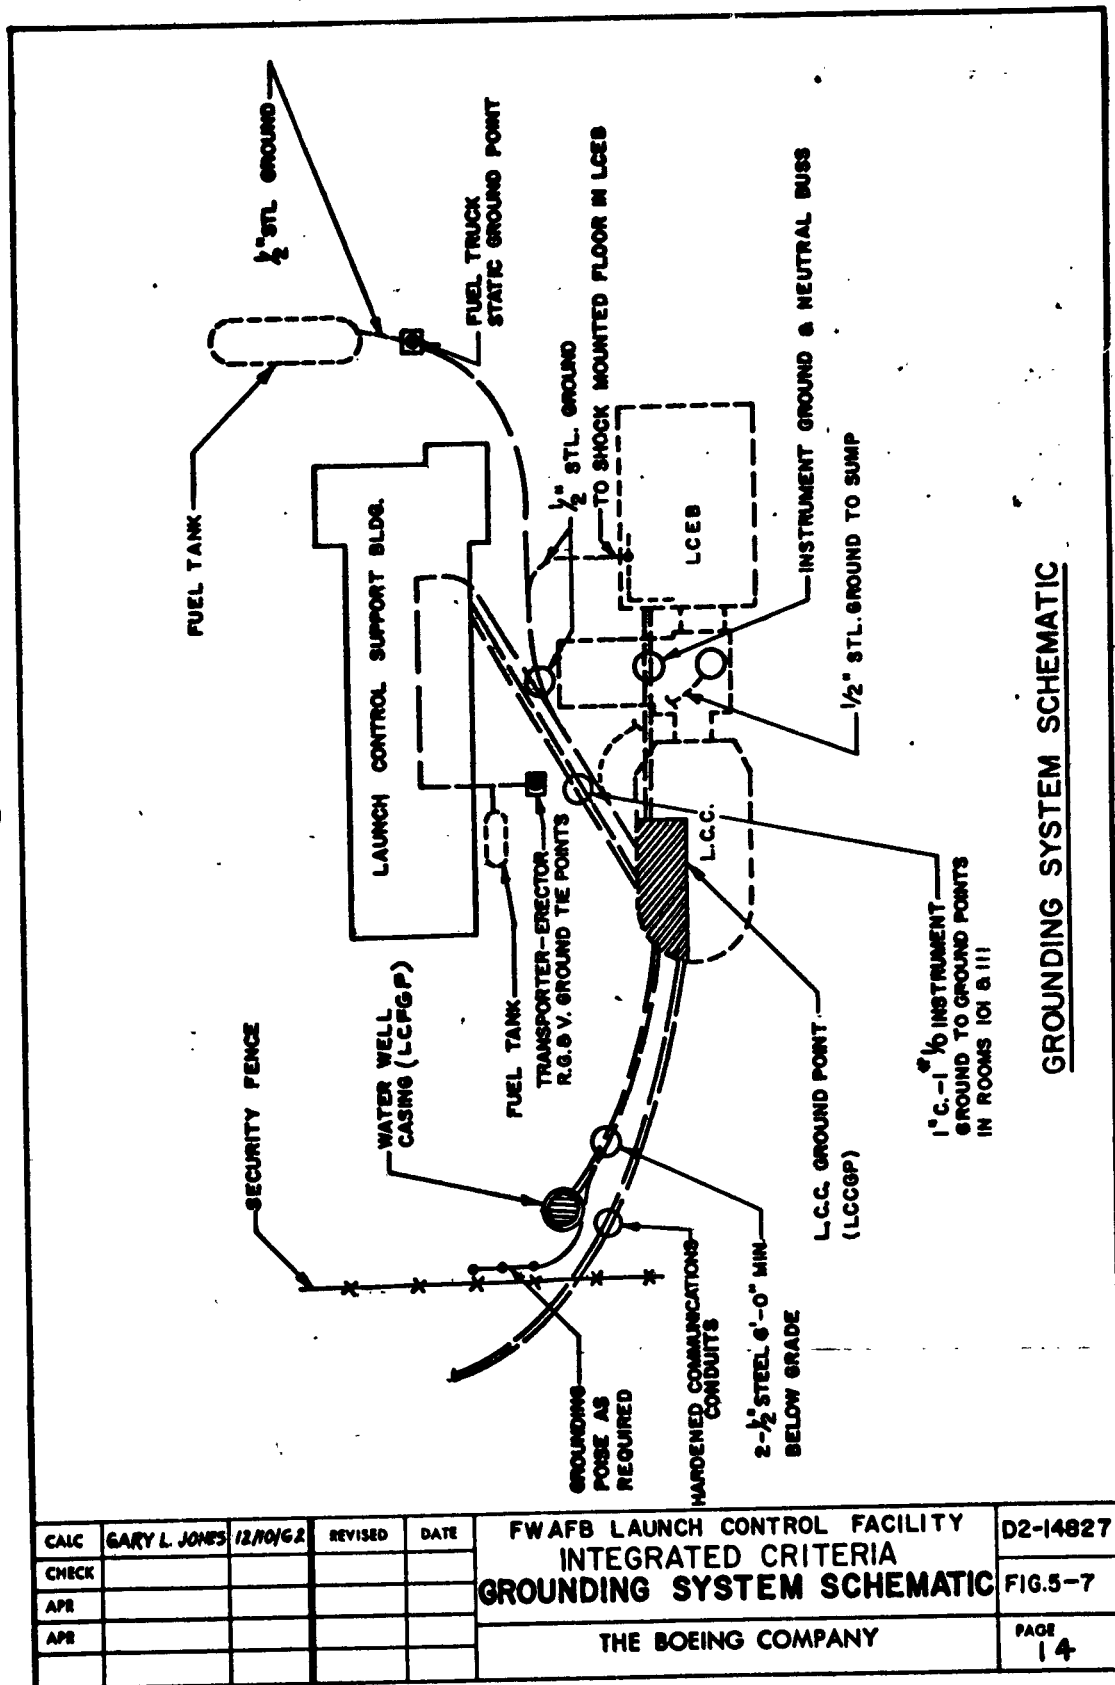 ½" STL GROUND
FUEL TANK
FUEL TRUCK
STATIC GROUND POINT
LAUNCH CONTROL SUPPORT BLDG.
½" STL. GROUND
TO SHOCK MOUNTED FLOOR IN LCEB
LCEB
INSTRUMENT GROUND & NEUTRAL BUSS
1/2" STL. GROUND TO SUMP
L.C.C.
SECURITY FENCE
WATER WELL
CASING (LCFGP)
FUEL TANK
TRANSPORTER-ERECTOR
R.G. & V. GROUND TIE POINTS
1"C.-1 #1/0 INSTRUMENT
GROUND TO GROUND POINTS
IN ROOMS 101 & 111
L.C.C. GROUND POINT
(LCCGP)
GROUNDING
AS
REQUIRED
HARDENED COMMUNICATIONS
CONDUITS
2-½" STEEL 6'-0" MIN.
BELOW GRADE
GROUNDING SYSTEM SCHEMATIC
CALC GARY L. JONES 12/10/62 REVISED DATE
CHECK
APR
APR
FWAFB LAUNCH CONTROL FACILITY
INTEGRATED CRITERIA
GROUNDING SYSTEM SCHEMATIC
THE BOEING COMPANY
D2-14827
FIG.5-7
PAGE
14